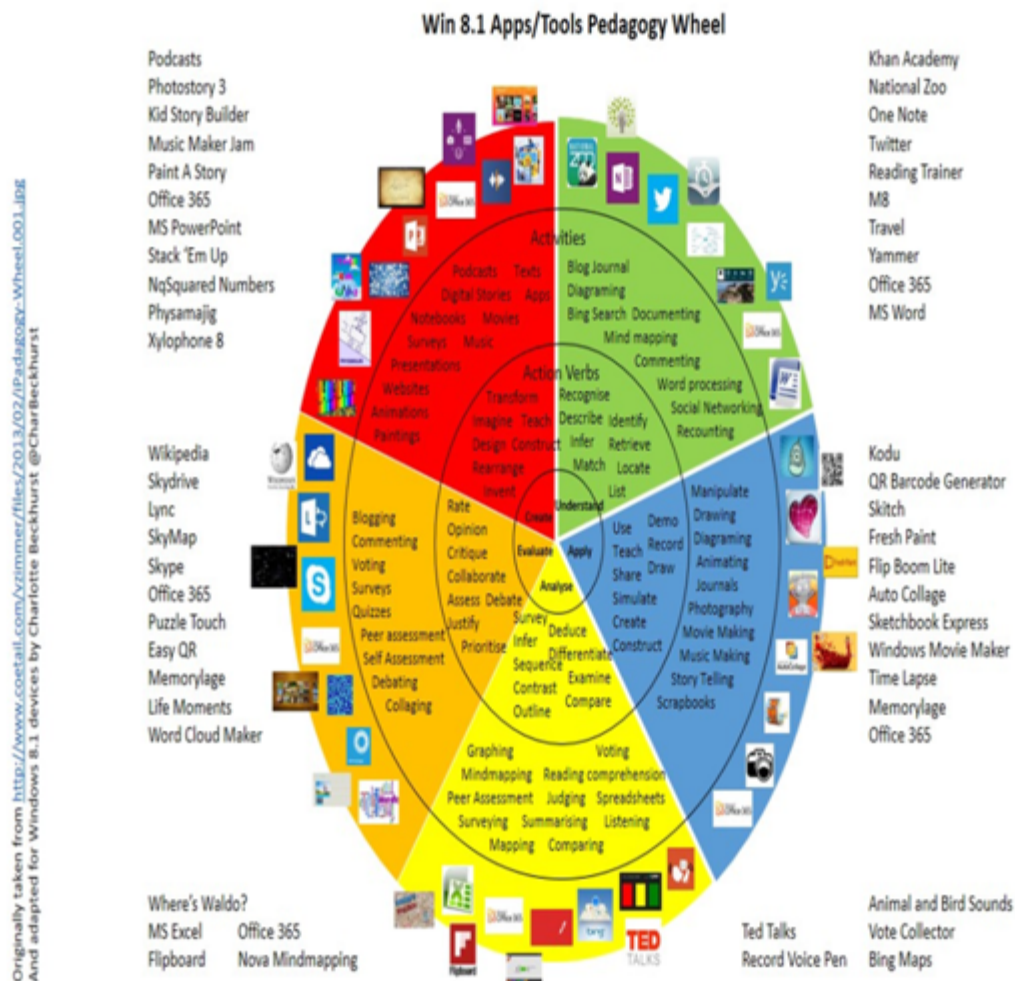 Win 8.1 Apps/Tools Pedagogy Wheel
Podcasts
Photostory 3
Kid Story Builder
Music Maker Jam
Paint A Story
Office 365
MS PowerPoint
Stack 'Em Up
NqSquared Numbers
Physamajig
Xylophone 8
Khan Academy
National Zoo
One Note
Twitter
Reading Trainer
M8
Travel
Yammer
Office 365
MS Word
Activities
Podcasts Texts
Digital Stories Apps
Notebooks Movies
Surveys Music
Presentations
Websites
Animations
Paintings
Blog Journal
Diagraming
Bing Search Documenting
Mind mapping
Commenting
Word processing
Social Networking
Recounting
Action Verbs
Transform
Imagine Teach
Design Construct
Rearrange
Invent
Create
Recognise
Describe Identify
Infer Retrieve
Match Locate
List
Understand
Wikipedia
Skydrive
Lync
SkyMap
Skype
Office 365
Puzzle Touch
Easy QR
Memorylage
Life Moments
Word Cloud Maker
Blogging
Commenting
Voting
Surveys
Quizzes
Peer assessment
Self Assessment
Debating
Collaging
Rate
Opinion
Critique
Collaborate
Assess Debate
Justify
Prioritise
Evaluate
Apply
Analyse
Use Demo
Teach Record
Share Draw
Simulate
Create
Construct
Manipulate
Drawing
Diagraming
Animating
Journals
Photography
Movie Making
Music Making
Story Telling
Scrapbooks
Kodu
QR Barcode Generator
Skitch
Fresh Paint
Flip Boom Lite
Auto Collage
Sketchbook Express
Windows Movie Maker
Time Lapse
Memorylage
Office 365
Survey Deduce
Infer Differentiate
Sequence Examine
Contrast Compare
Outline
Graphing Voting
Mindmapping Reading comprehension
Peer Assessment Judging Spreadsheets
Surveying Summarising Listening
Mapping Comparing
TED
TALKS
Flipboard
bing
Where's Waldo?
MS Excel Office 365
Flipboard Nova Mindmapping
Ted Talks
Record Voice Pen
Animal and Bird Sounds
Vote Collector
Bing Maps
Originally taken from http://www.coetail.com/vzimmer/files/2013/02/iPadagogy-Wheel.001.jpg
And adapted for Windows 8.1 devices by Charlotte Beckhurst @CharBeckhurst